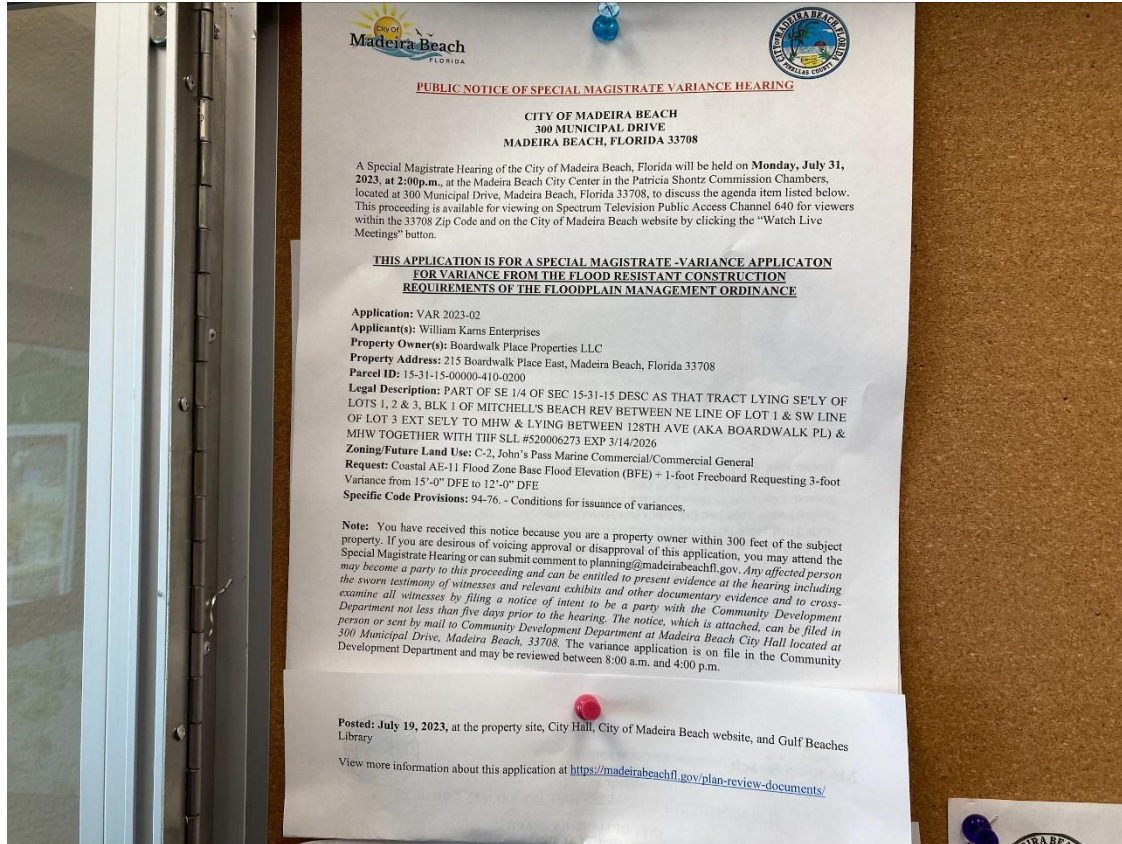 City Of
Madeira Beach
FLORIDA
CITY OF MADEIRA BEACH, FLORIDA
PINELLAS COUNTY
PUBLIC NOTICE OF SPECIAL MAGISTRATE VARIANCE HEARING
CITY OF MADEIRA BEACH
300 MUNICIPAL DRIVE
MADEIRA BEACH, FLORIDA 33708
A Special Magistrate Hearing of the City of Madeira Beach, Florida will be held on Monday, July 31,
2023, at 2:00p.m., at the Madeira Beach City Center in the Patricia Shontz Commission Chambers,
located at 300 Municipal Drive, Madeira Beach, Florida 33708, to discuss the agenda item listed below.
This proceeding is available for viewing on Spectrum Television Public Access Channel 640 for viewers
within the 33708 Zip Code and on the City of Madeira Beach website by clicking the “Watch Live
Meetings” button.
THIS APPLICATION IS FOR A SPECIAL MAGISTRATE -VARIANCE APPLICATON
FOR VARIANCE FROM THE FLOOD RESISTANT CONSTRUCTION
REQUIREMENTS OF THE FLOODPLAIN MANAGEMENT ORDINANCE
Application: VAR 2023-02
Applicant(s): William Karns Enterprises
Property Owner(s): Boardwalk Place Properties LLC
Property Address: 215 Boardwalk Place East, Madeira Beach, Florida 33708
Parcel ID: 15-31-15-00000-410-0200
Legal Description: PART OF SE 1/4 OF SEC 15-31-15 DESC AS THAT TRACT LYING SE'LY OF
LOTS 1, 2 & 3, BLK 1 OF MITCHELL'S BEACH REV BETWEEN NE LINE OF LOT 1 & SW LINE
OF LOT 3 EXT SE'LY TO MHW & LYING BETWEEN 128TH AVE (AKA BOARDWALK PL) &
MHW TOGETHER WITH TIIF SLL #520006273 EXP 3/14/2026
Zoning/Future Land Use: C-2, John’s Pass Marine Commercial/Commercial General
Request: Coastal AE-11 Flood Zone Base Flood Elevation (BFE) + 1-foot Freeboard Requesting 3-foot
Variance from 15’-0” DFE to 12’-0” DFE
Specific Code Provisions: 94-76. - Conditions for issuance of variances.
Note: You have received this notice because you are a property owner within 300 feet of the subject
property. If you are desirous of voicing approval or disapproval of this application, you may attend the
Special Magistrate Hearing or can submit comment to planning@madeirabeachfl.gov. Any affected person
may become a party to this proceeding and can be entitled to present evidence at the hearing including
the sworn testimony of witnesses and relevant exhibits and other documentary evidence and to cross-
examine all witnesses by filing a notice of intent to be a party with the Community Development
Department not less than five days prior to the hearing. The notice, which is attached, can be filed in
person or sent by mail to Community Development Department at Madeira Beach City Hall located at
300 Municipal Drive, Madeira Beach, 33708. The variance application is on file in the Community
Development Department and may be reviewed between 8:00 a.m. and 4:00 p.m.
Posted: July 19, 2023, at the property site, City Hall, City of Madeira Beach website, and Gulf Beaches
Library
View more information about this application at https://madeirabeachfl.gov/plan-review-documents/